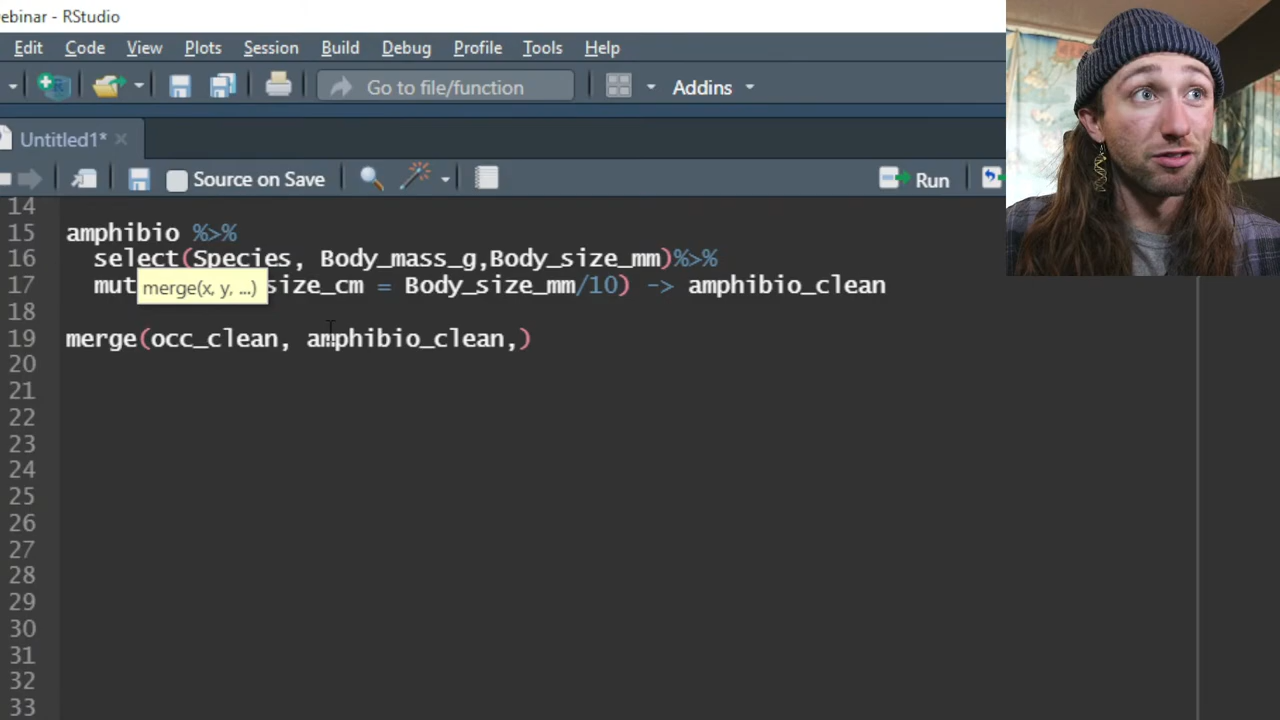 ebinar - RStudio
Edit Code View Plots Session Build Debug Profile Tools Help
Go to file/function Addins
Untitled1*
Source on Save Run
14
15 amphibio %>%
16 select(Species, Body_mass_g,Body_size_mm)%>%
17 mut size_cm = Body_size_mm/10) -> amphibio_clean
merge(x, y, ...)
18
19 merge(occ_clean, amphibio_clean,)
20
21
22
23
24
25
26
27
28
29
30
31
32
33